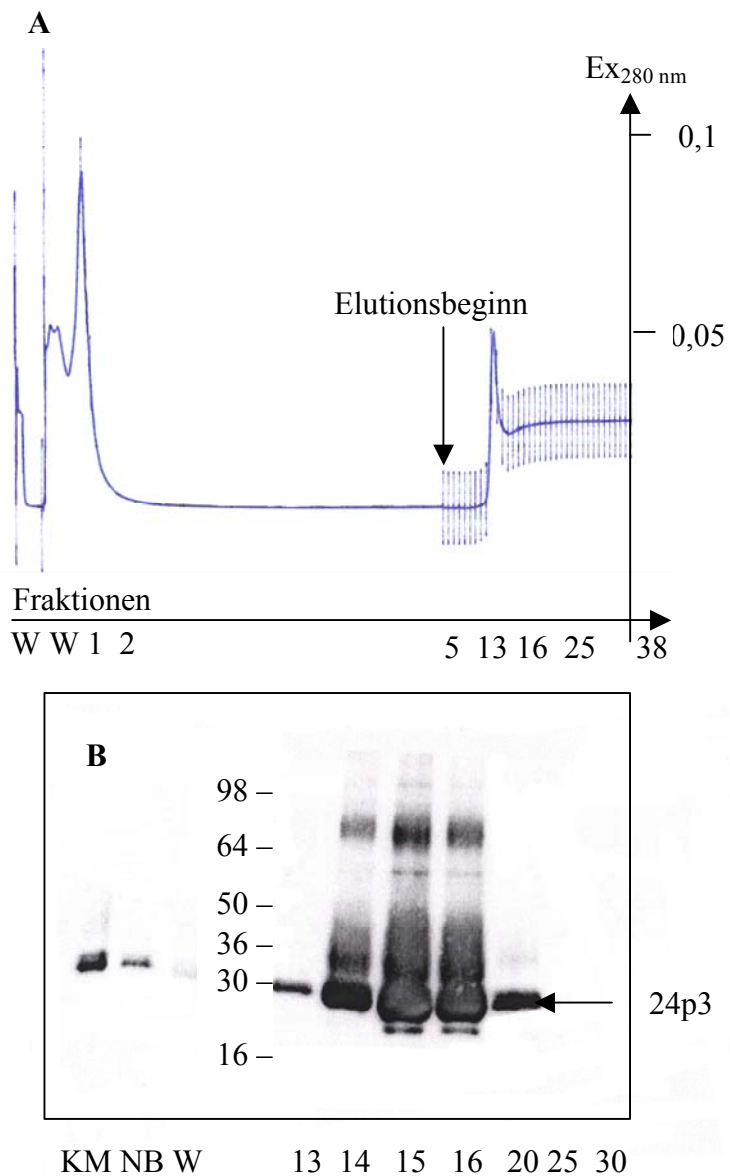 A
Ex280 nm
0,1
Elutionsbeginn
0,05
Fraktionen
W W 1 2 5 13 16 25 38
B
98 –
64 –
50 –
36 –
30 –
24p3
16 –
KM NB W 13 14 15 16 20 25 30